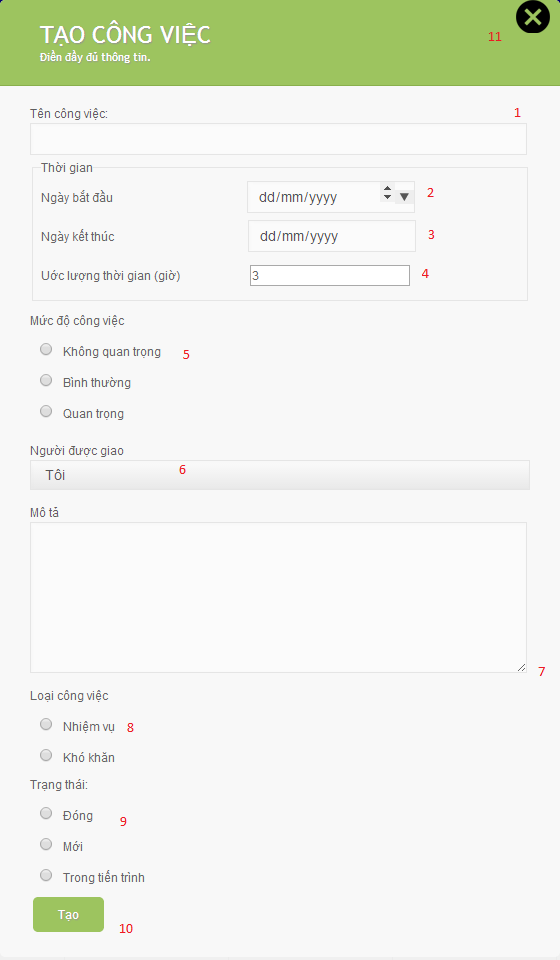 TẠO CÔNG VIỆC
Điền đầy đủ thông tin.
11
Tên công việc:
1
Thời gian
Ngày bắt đầu
dd/mm/yyyy
2
Ngày kết thúc
dd/mm/yyyy
3
Uớc lượng thời gian (giờ)
3
4
Mức độ công việc
Không quan trọng
5
Bình thường
Quan trọng
Người được giao
Tôi
6
Mô tả
7
Loại công việc
Nhiệm vụ
8
Khó khăn
Trạng thái:
Đóng
9
Mới
Trong tiến trình
Tạo
10